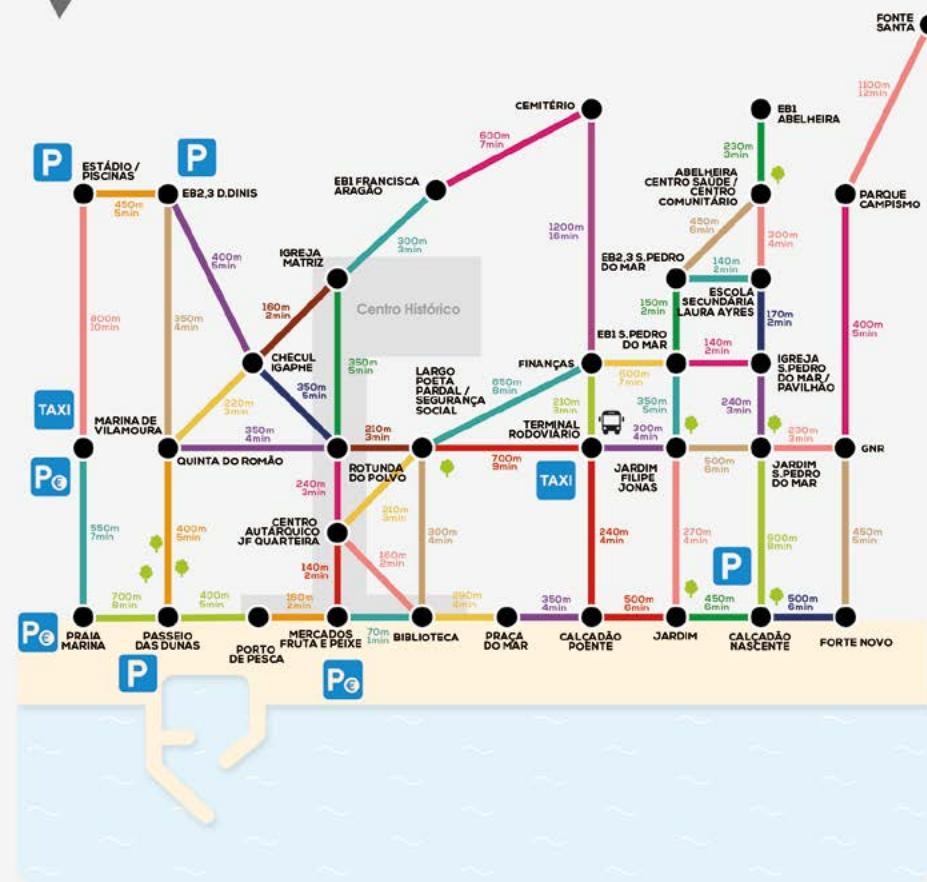 FONTE
SANTA
1100m
12min
CEMITÉRIO
EB1
ABELHEIRA
600m
7min
230m
3min
P
P
ESTÁDIO /
PISCINAS
EB2,3 D.DINIS
450m
5min
EB1 FRANCISCA
ARAGÃO
ABELHEIRA
CENTRO SAÚDE /
CENTRO
COMUNITÁRIO
PARQUE
CAMPISMO
400m
5min
300m
3min
1200m
16min
450m
6min
300m
4min
IGREJA
MATRIZ
EB2,3 S.PEDRO
DO MAR
140m
2min
ESCOLA
SECUNDÁRIA
LAURA AYRES
800m
10min
350m
4min
160m
2min
Centro Histórico
150m
2min
170m
2min
400m
5min
EB1 S.PEDRO
DO MAR
140m
2min
CHECUL
IGAPHE
350m
5min
FINANÇAS
600m
7min
IGREJA
S.PEDRO
DO MAR/
PAVILHÃO
LARGO
POETA
PARDAL /
SEGURANÇA
SOCIAL
650m
8min
350m
5min
220m
3min
210m
3min
350m
5min
240m
3min
TAXI
MARINA DE
VILAMOURA
350m
4min
210m
3min
TERMINAL
RODOVIÁRIO
300m
4min
230m
3min
QUINTA DO ROMÃO
ROTUNDA
DO POLVO
700m
9min
JARDIM
FILIPE
JONAS
500m
6min
JARDIM
S.PEDRO
DO MAR
GNR
P€
TAXI
240m
3min
210m
3min
CENTRO
AUTÁRQUICO
JF QUARTEIRA
550m
7min
400m
5min
300m
4min
240m
4min
270m
4min
600m
8min
450m
5min
160m
2min
P
140m
2min
700m
8min
400m
5min
160m
2min
70m
1min
290m
4min
350m
4min
500m
6min
450m
6min
500m
6min
P€
PRAIA
MARINA
PASSEIO
DAS DUNAS
PORTO
DE PESCA
MERCADOS
FRUTA E PEIXE
BIBLIOTECA
PRAÇA
DO MAR
CALÇADÃO
POENTE
JARDIM
CALÇADÃO
NASCENTE
FORTE NOVO
P
P€